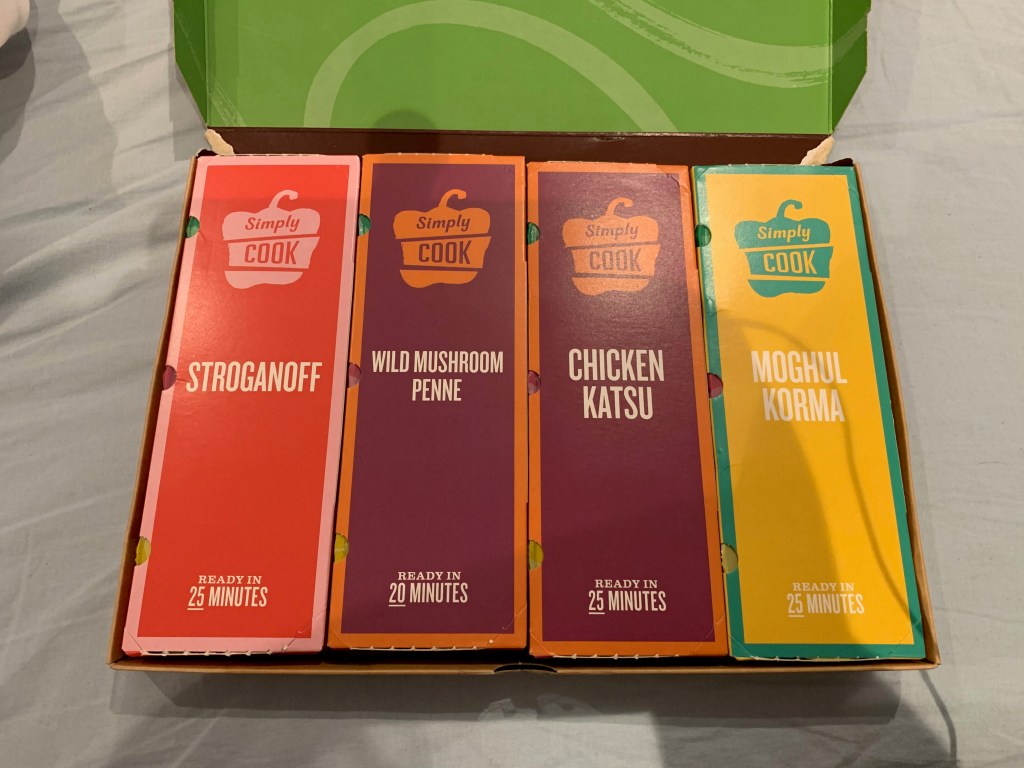 Simply
COOK
STROGANOFF
READY IN
25 MINUTES
Simply
COOK
WILD MUSHROOM
PENNE
READY IN
20 MINUTES
Simply
COOK
CHICKEN
KATSU
READY IN
25 MINUTES
Simply
COOK
MOGHUL
KORMA
READY IN
25 MINUTES